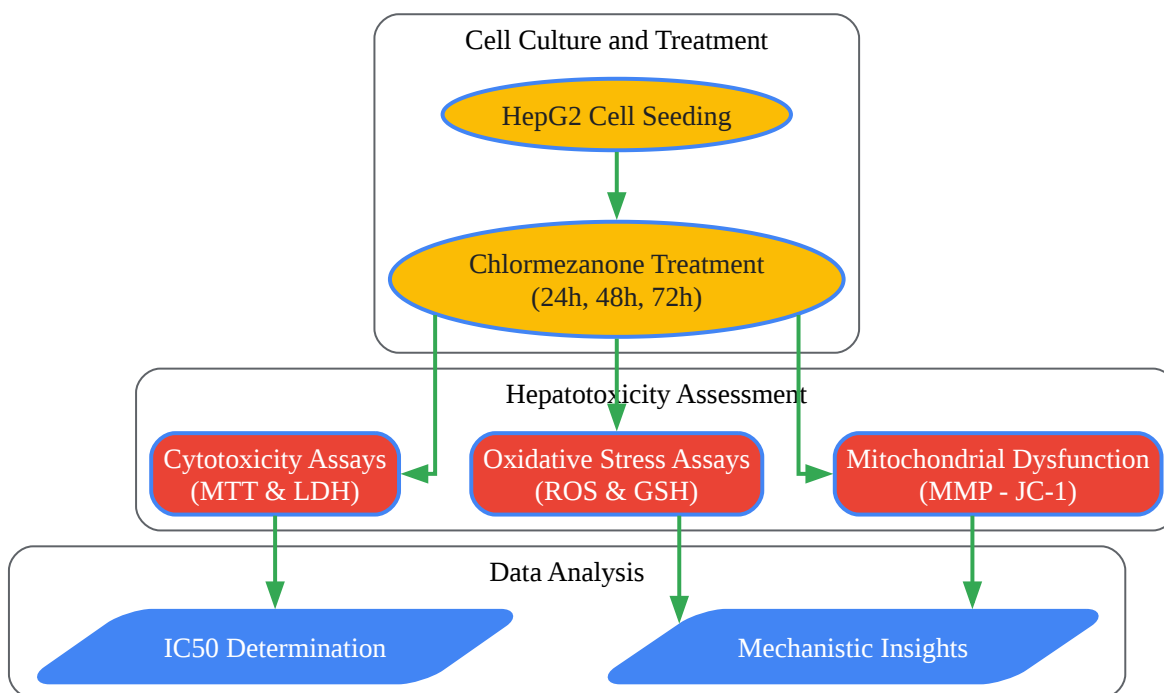 Cell Culture and Treatment
HepG2 Cell Seeding
Chlormezanone Treatment
(24h, 48h, 72h)
Hepatotoxicity Assessment
Cytotoxicity Assays
(MTT & LDH)
Oxidative Stress Assays
(ROS & GSH)
Mitochondrial Dysfunction
(MMP - JC-1)
Data Analysis
IC50 Determination
Mechanistic Insights